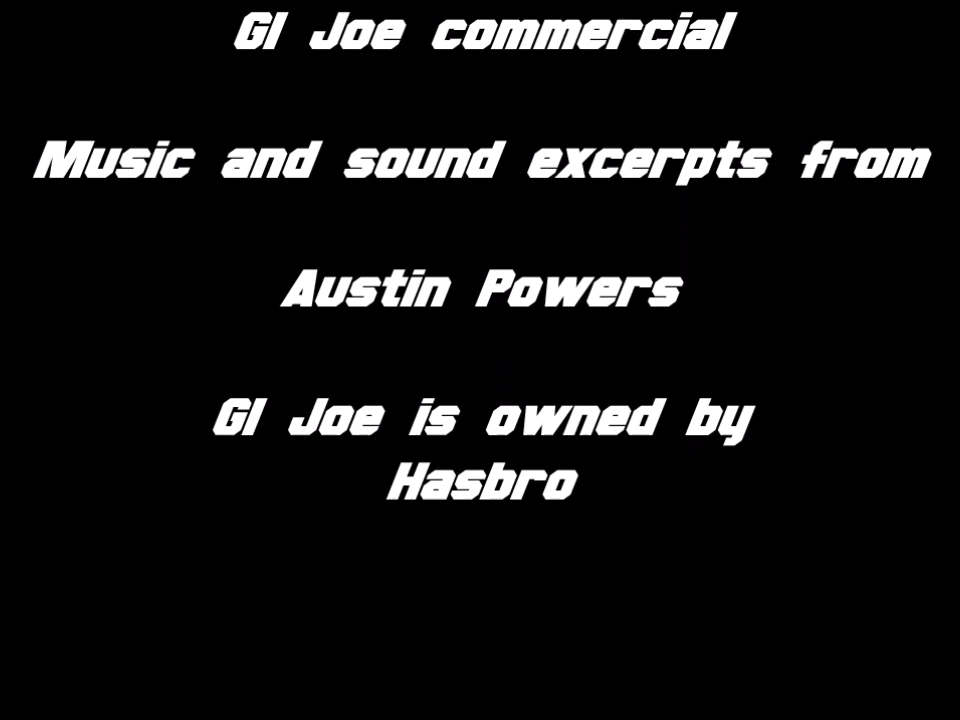 GI Joe commercial
Music and sound excerpts from
Austin Powers
GI Joe is owned by
Hasbro